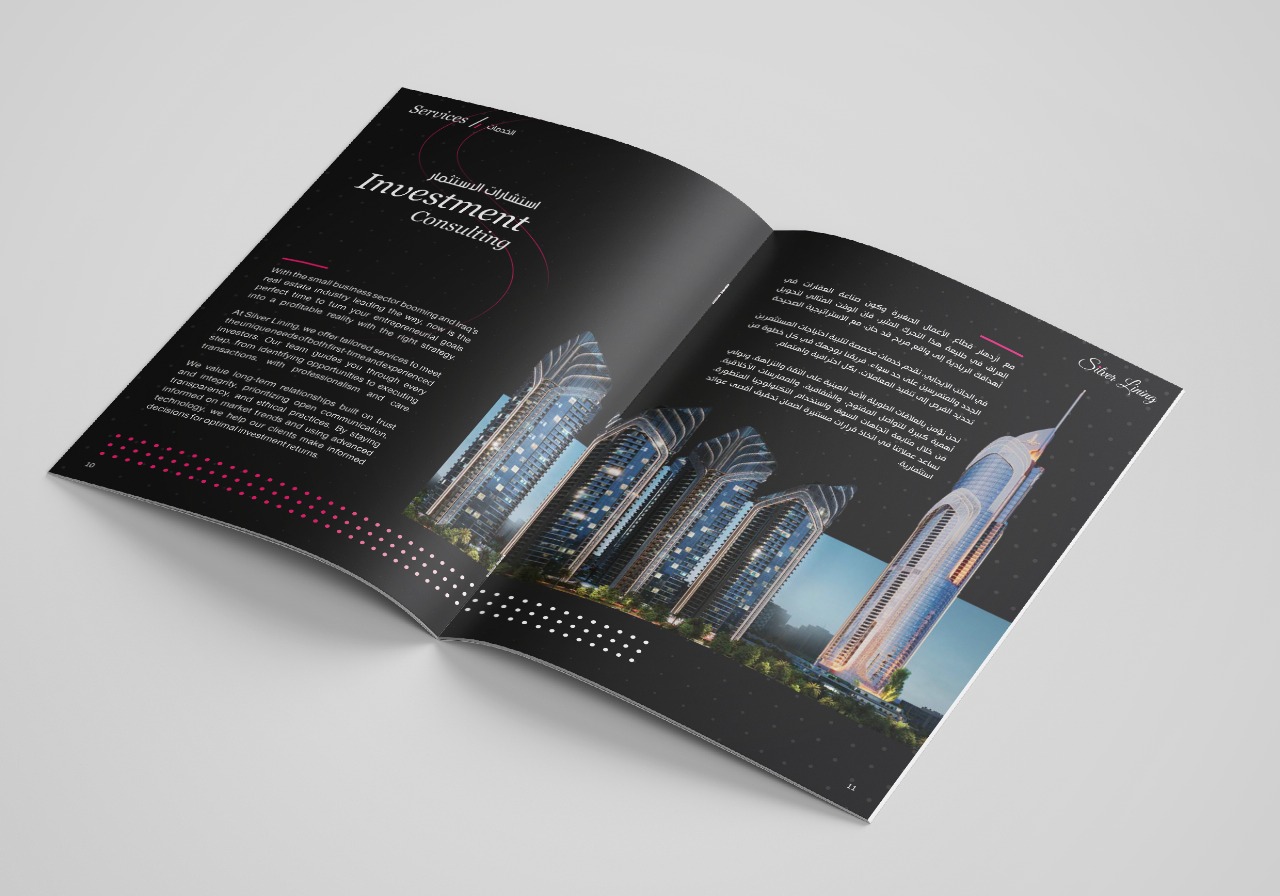 Services / الخدمات
استشارات الاستثمار
Investment
Consulting
With the small business sector booming and Iraq's
real estate industry leading the way, now is the
perfect time to turn your entrepreneurial goals
into a profitable reality with the right strategy.
At Silver Lining, we offer tailored services to meet
the unique needs of both first-time and experienced
investors. Our team guides you through every
step, from identifying opportunities to executing
transactions, with professionalism and care.
We value long-term relationships built on trust
and integrity, prioritizing open communication,
transparency, and ethical practices. By staying
informed on market trends and using advanced
technology, we help our clients make informed
decisions for optimal investment returns.
10
Silver Lining
مع ازدهار قطاع الأعمال الصغيرة وكون صناعة العقارات في
العراق في طليعة هذا التحرك المثير، فإن الوقت المثالي لتحويل
أهدافك الريادية إلى واقع مربح قد حان مع الاستراتيجية الصحيحة
في الجانب الايجابي، نقدم خدمات مخصصة لتلبية احتياجات المستثمرين
الجدد والمتمرسين على حد سواء. فريقنا يوجهك في كل خطوة من
تحديد الفرص إلى تنفيذ المعاملات، بكل احترافية واهتمام.
نحن نؤمن بالعلاقات الطويلة الأمد المبنية على الثقة والنزاهة، ونولي
أهمية كبيرة للتواصل المفتوح، والشفافية، والممارسات الأخلاقية.
من خلال متابعة اتجاهات السوق واستخدام التكنولوجيا المتطورة،
نساعد عملائنا في اتخاذ قرارات مستنيرة لضمان تحقيق أقصى عوائد
استثمارية.
11